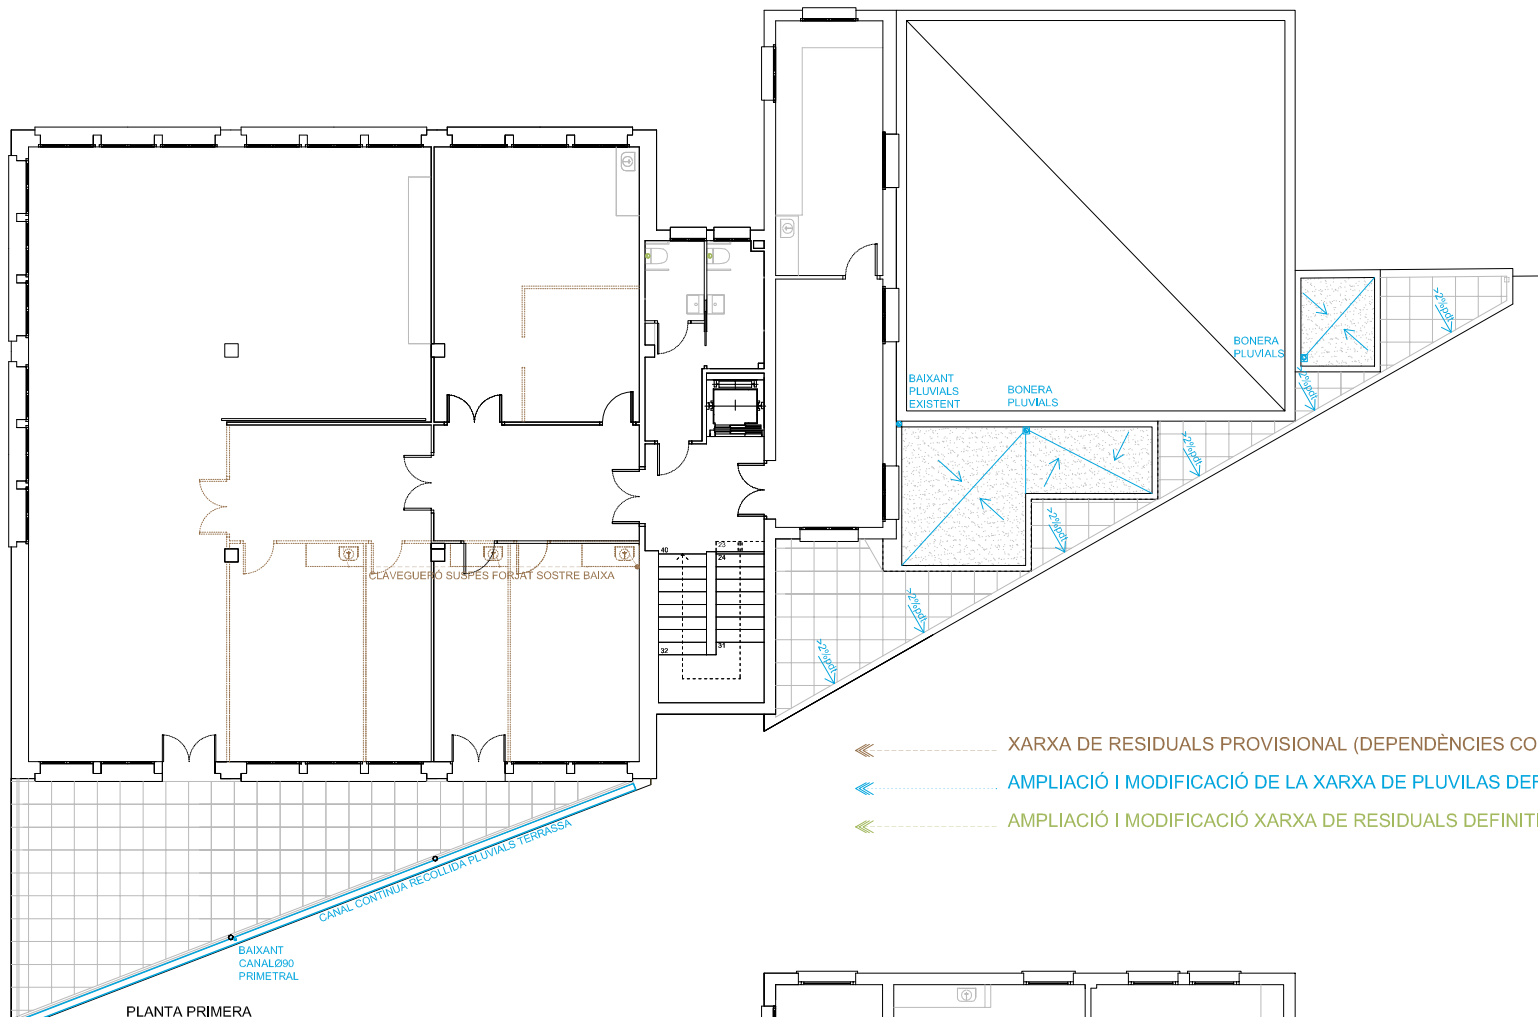 BONERA
PLUVIALS
>2%pdt
>2%pdt
BAIXANT
PLUVIALS
EXISTENT
BONERA
PLUVIALS
>2%pdt
>2%pdt
>2%pdt
>2%pdt
40
23
24
32
31
CLAVEGUERÓ SUSPÈS FORJAT SOSTRE BAIXA
XARXA DE RESIDUALS PROVISIONAL (DEPENDÈNCIES CO
AMPLIACIÓ I MODIFICACIÓ DE LA XARXA DE PLUVILAS DEF
AMPLIACIÓ I MODIFICACIÓ XARXA DE RESIDUALS DEFINITI
CANAL CONTINUA RECOLLIDA PLUVIALS TERRASSA
BAIXANT
CANALØ90
PRIMETRAL
PLANTA PRIMERA